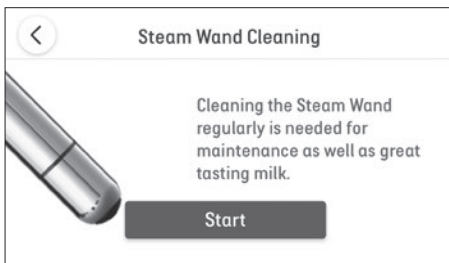 Steam Wand Cleaning
Cleaning the Steam Wand
regularly is needed for
maintenance as well as great
tasting milk.
Start